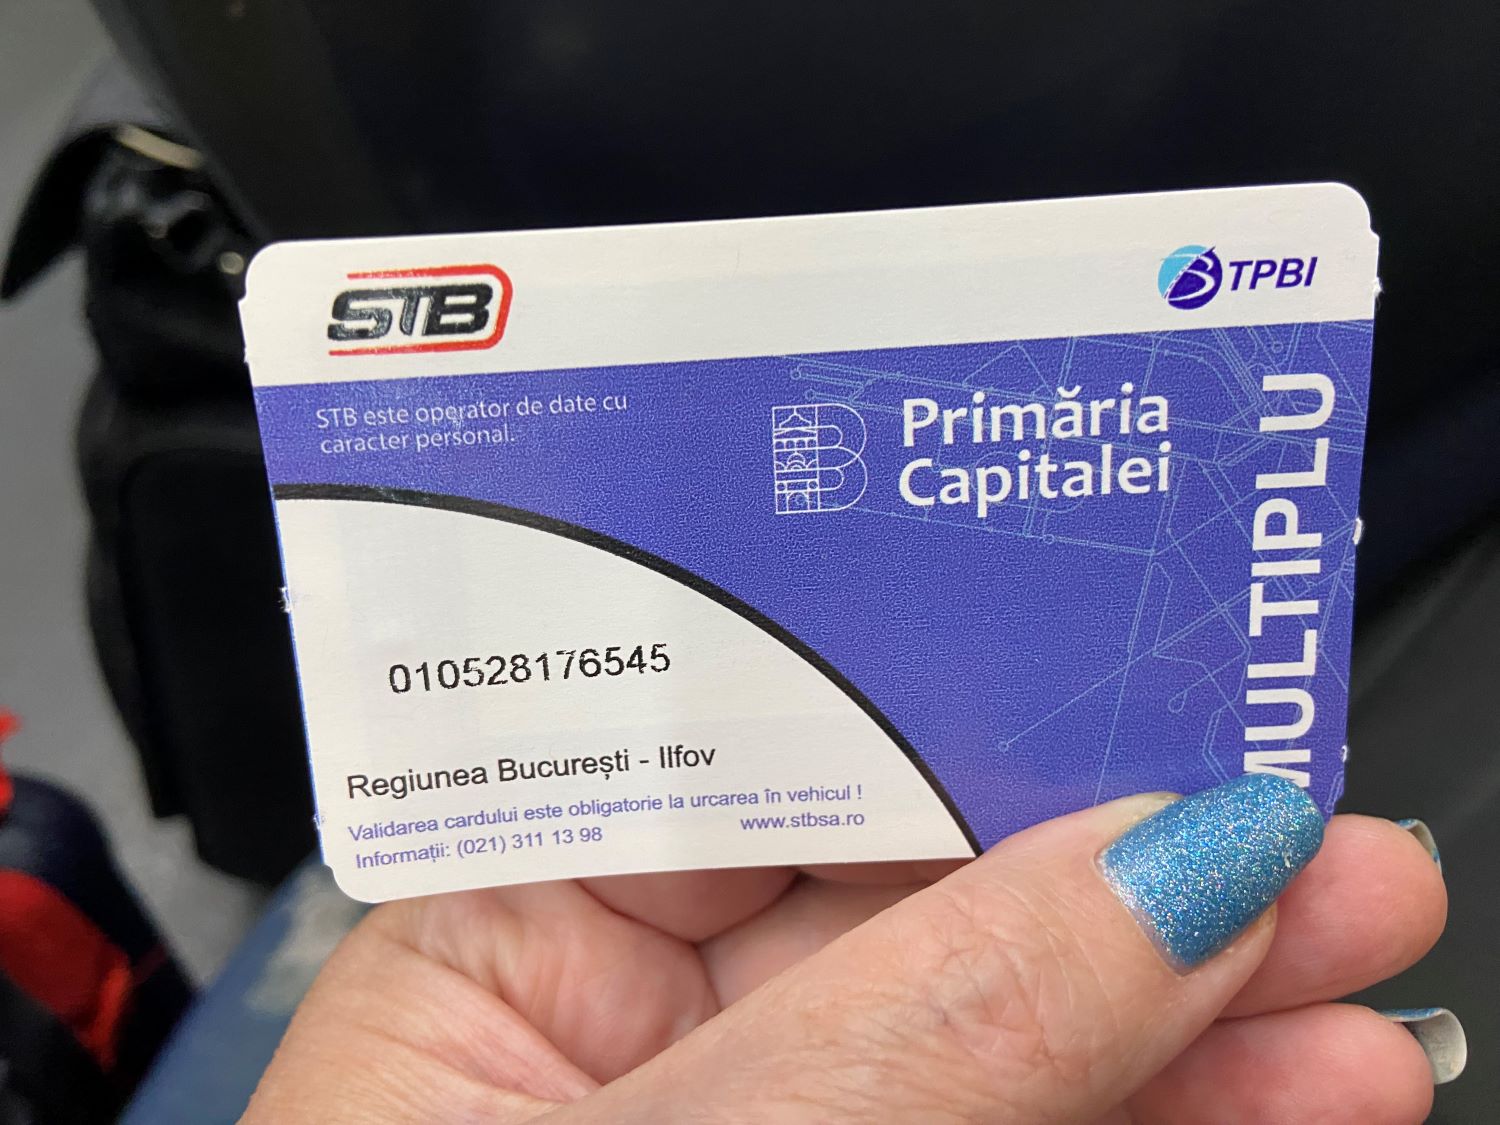 STB
TPBI
STB este operator de date cu
caracter personal.
Primăria
Capitalei
MULTIPLU
010528176545
Regiunea București - Ilfov
Validarea cardului este obligatorie la urcarea în vehicul !
Informații: (021) 311 13 98
www.stbsa.ro